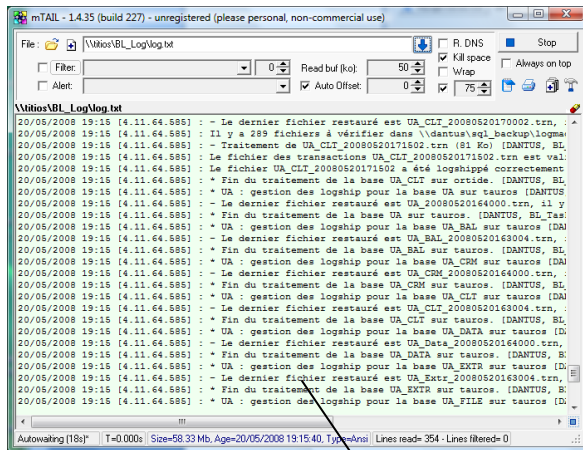 mTAIL - 1.4.35 (build 227) - unregistered (please personal, non-commercial use)
File : \\titios\BL_Log\log.txt R. DNS Stop
Kill space
Filter: 0 Read buf (ko): 50 Wrap Always on top
Alert: Auto Offset: 0 75
\\titios\BL_Log\log.txt
20/05/2008 19:15 [4.11.64.585] : - Le dernier fichier restauré est UA_CLT_20080520170002.trn,
20/05/2008 19:15 [4.11.64.585] : Il y a 289 fichiers à vérifier dans \\dantus\sql_backup\logma
20/05/2008 19:15 [4.11.64.585] : - Traitement de UA_CLT_20080520171502.trn (81 Ko) [DANTUS, BL_
20/05/2008 19:15 [4.11.64.585] : Le fichier des transactions UA_CLT_20080520171502.trn est val
20/05/2008 19:15 [4.11.64.585] : Le fichier UA_CLT_20080520171502 a été logshippé correctement
20/05/2008 19:15 [4.11.64.585] : * Fin du traitement de la base UA_CLT sur ortide. [DANTUS, BL
20/05/2008 19:15 [4.11.64.585] : * UA : gestion des logship pour la base UA sur tauros [DANTUS
20/05/2008 19:15 [4.11.64.585] : - Le dernier fichier restauré est UA_20080520164000.trn, il y
20/05/2008 19:15 [4.11.64.585] : * Fin du traitement de la base UA sur tauros. [DANTUS, BL_Tas
20/05/2008 19:15 [4.11.64.585] : * UA : gestion des logship pour la base UA_BAL sur tauros [DA
20/05/2008 19:15 [4.11.64.585] : - Le dernier fichier restauré est UA_BAL_20080520163004.trn,
20/05/2008 19:15 [4.11.64.585] : * Fin du traitement de la base UA_BAL sur tauros. [DANTUS, BL
20/05/2008 19:15 [4.11.64.585] : * UA : gestion des logship pour la base UA_CRM sur tauros [DA
20/05/2008 19:15 [4.11.64.585] : - Le dernier fichier restauré est UA_CRM_20080520164000.trn,
20/05/2008 19:15 [4.11.64.585] : * Fin du traitement de la base UA_CRM sur tauros. [DANTUS, BL
20/05/2008 19:15 [4.11.64.585] : * UA : gestion des logship pour la base UA_CLT sur tauros [DA
20/05/2008 19:15 [4.11.64.585] : - Le dernier fichier restauré est UA_CLT_20080520163004.trn,
20/05/2008 19:15 [4.11.64.585] : * Fin du traitement de la base UA_CLT sur tauros. [DANTUS, BL
20/05/2008 19:15 [4.11.64.585] : * UA : gestion des logship pour la base UA_DATA sur tauros [D
20/05/2008 19:15 [4.11.64.585] : - Le dernier fichier restauré est UA_Data_20080520164000.trn,
20/05/2008 19:15 [4.11.64.585] : * Fin du traitement de la base UA_DATA sur tauros. [DANTUS, B
20/05/2008 19:15 [4.11.64.585] : * UA : gestion des logship pour la base UA_EXTR sur tauros [D
20/05/2008 19:15 [4.11.64.585] : - Le dernier fichier restauré est UA_Extr_20080520163004.trn,
20/05/2008 19:15 [4.11.64.585] : * Fin du traitement de la base UA_EXTR sur tauros. [DANTUS, B
20/05/2008 19:15 [4.11.64.585] : * UA : gestion des logship pour la base UA_FILE sur tauros [D
Autowaiting (18s)* T=0.000s Size=58.33 Mb, Age=20/05/2008 19:15:40, Type=Ansi Lines read= 354 - Lines filtered= 0